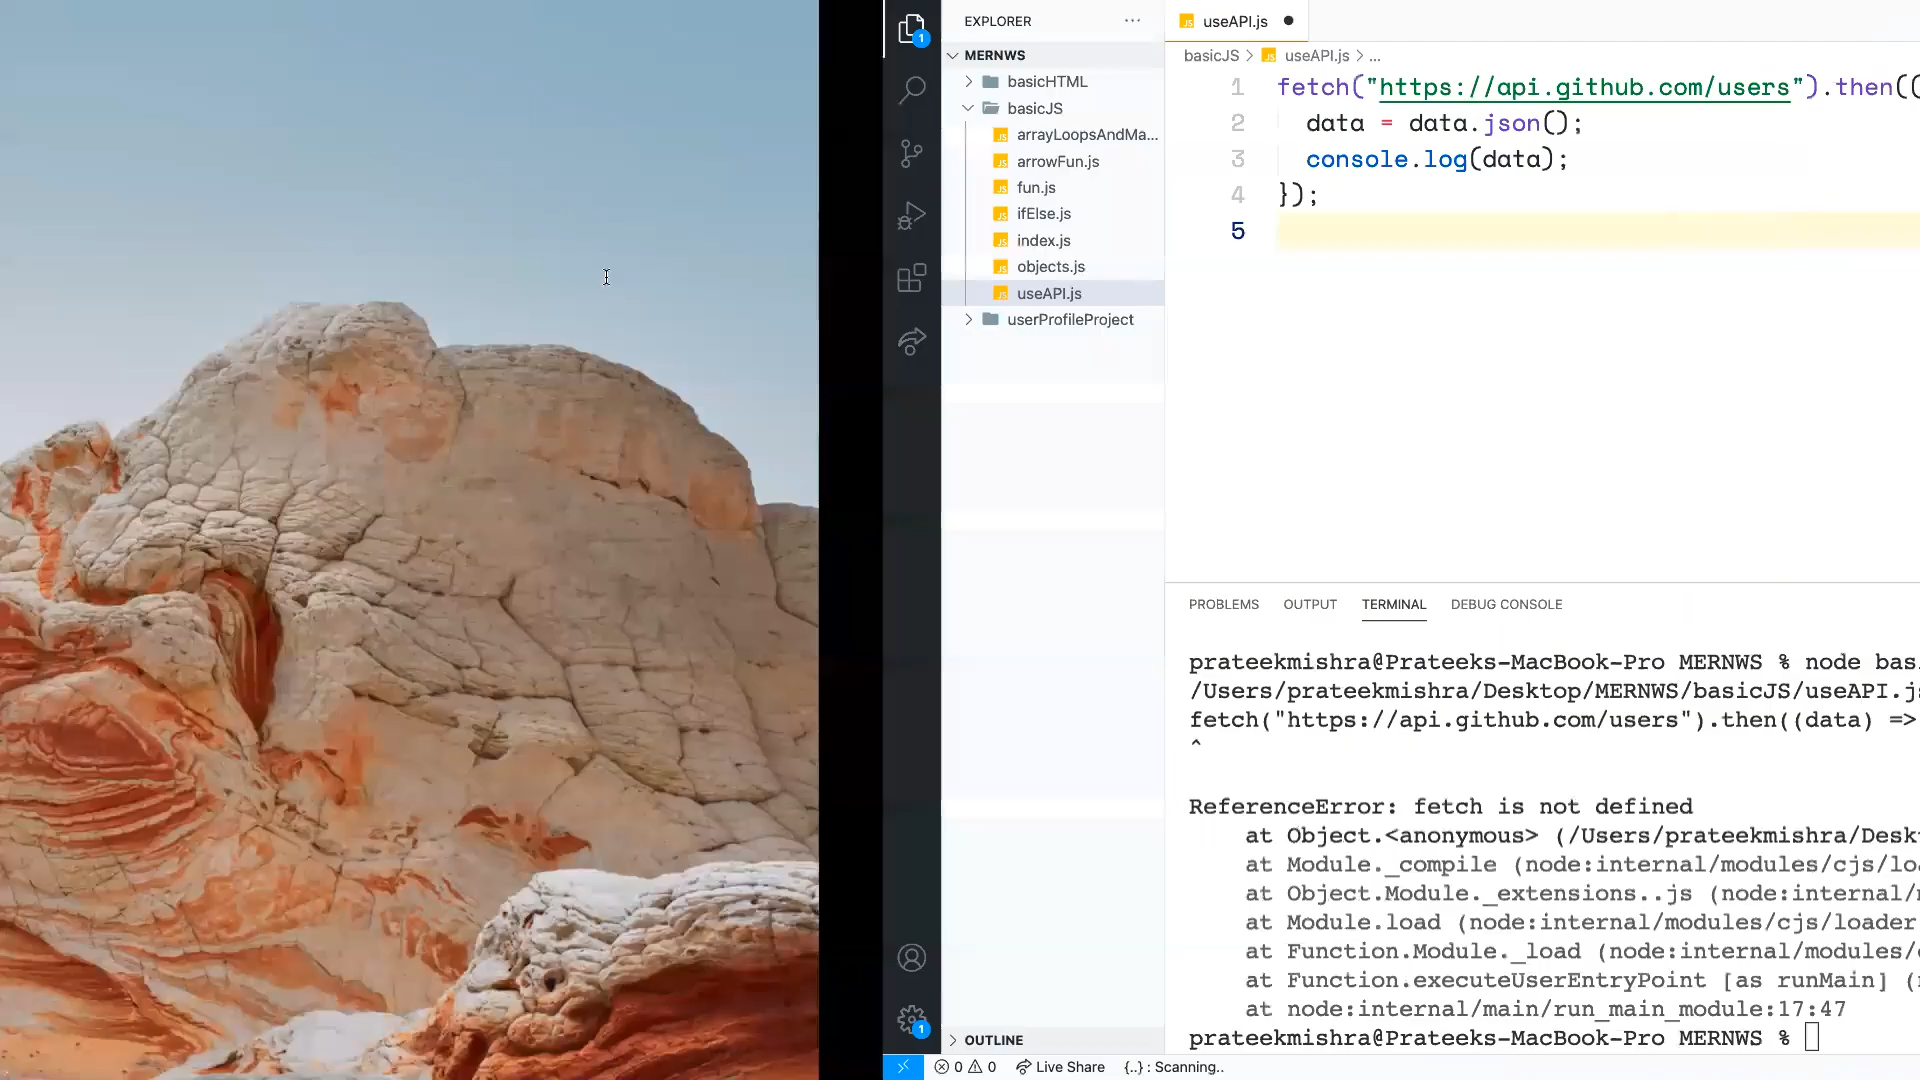 EXPLORER
MERNWS
basicHTML
basicJS
arrayLoopsAndMa...
arrowFun.js
fun.js
ifElse.js
index.js
objects.js
useAPI.js
userProfileProject
OUTLINE
1
1
JS useAPI.js
basicJS > JS useAPI.js > ...
1 fetch("https://api.github.com/users").then((
2 data = data.json();
3 console.log(data);
4 });
5
PROBLEMS OUTPUT TERMINAL DEBUG CONSOLE
prateekmishra@Prateeks-MacBook-Pro MERNWS % node bas
/Users/prateekmishra/Desktop/MERNWS/basicJS/useAPI.js
fetch("https://api.github.com/users").then((data) =>
^
ReferenceError: fetch is not defined
at Object.<anonymous> (/Users/prateekmishra/Desk
at Module._compile (node:internal/modules/cjs/lo
at Object.Module._extensions..js (node:internal/
at Module.load (node:internal/modules/cjs/loader
at Function.Module._load (node:internal/modules/
at Function.executeUserEntryPoint [as runMain] (
at node:internal/main/run_main_module:17:47
prateekmishra@Prateeks-MacBook-Pro MERNWS %
0 0 Live Share {..} : Scanning..